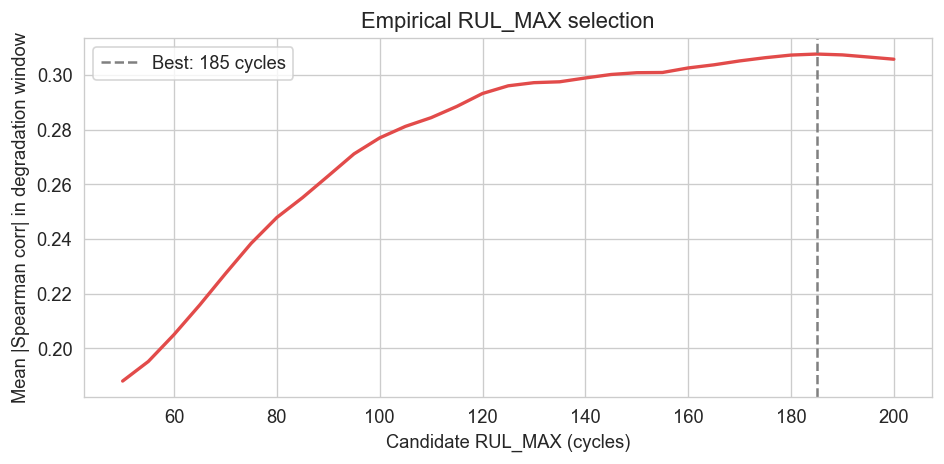 Empirical RUL_MAX selection
Best: 185 cycles
Mean |Spearman corr| in degradation window
0.30
0.28
0.26
0.24
0.22
0.20
60 80 100 120 140 160 180 200
Candidate RUL_MAX (cycles)